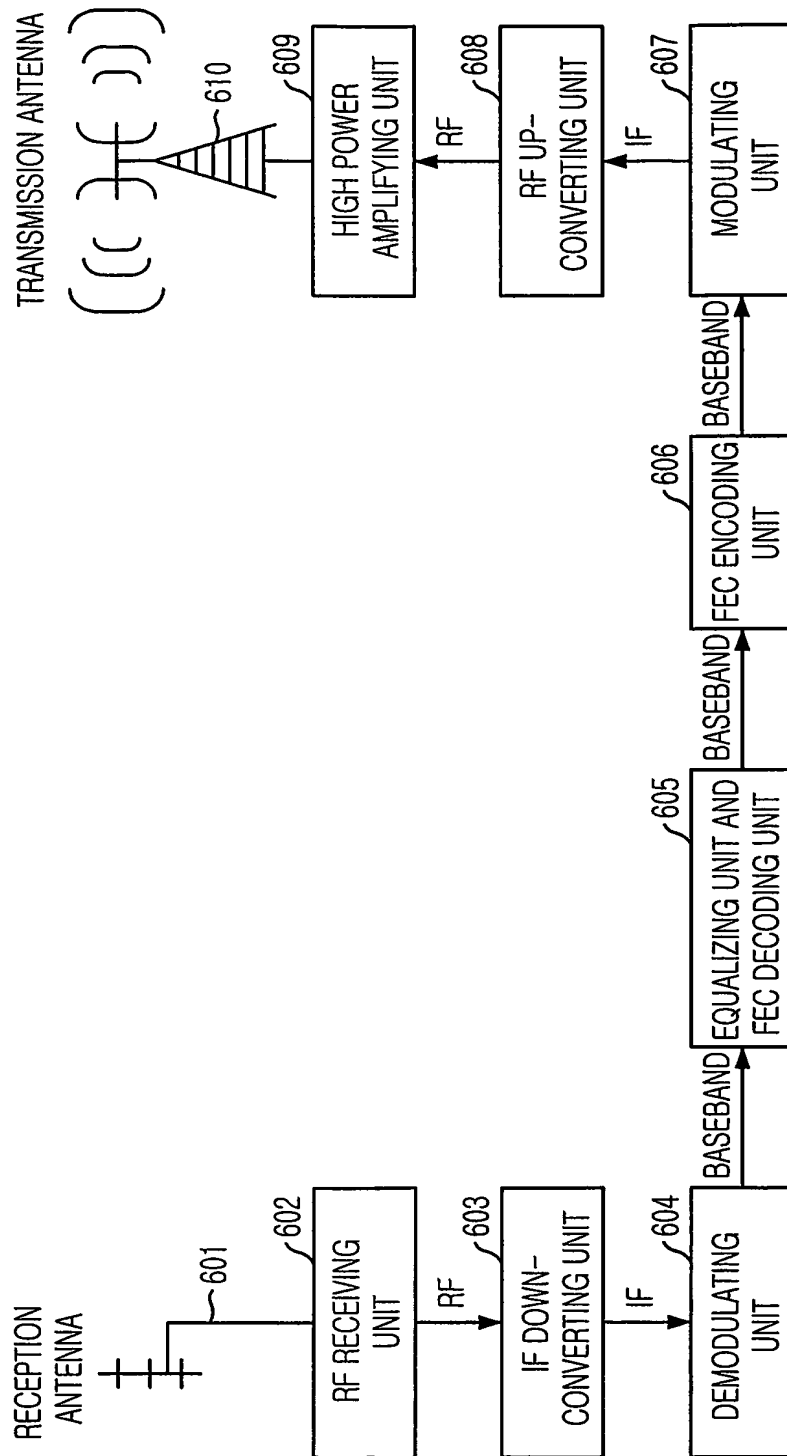 RECEPTION
ANTENNA
601
602
RF RECEIVING
UNIT
RF
603
IF DOWN-
CONVERTING UNIT
IF
604
DEMODULATING
UNIT
BASEBAND
605
EQUALIZING UNIT AND
FEC DECODING UNIT
BASEBAND
606
FEC ENCODING
UNIT
BASEBAND
607
MODULATING
UNIT
IF
608
RF UP-
CONVERTING UNIT
RF
609
HIGH POWER
AMPLIFYING UNIT
610
TRANSMISSION ANTENNA